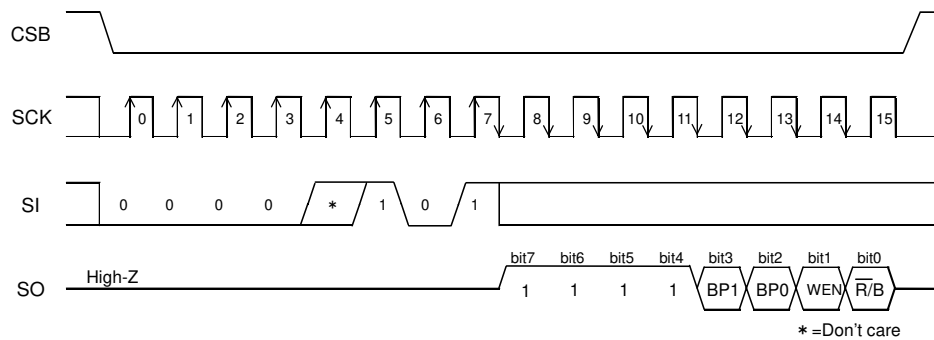 CSB
SCK 0 1 2 3 4 5 6 7 8 9 10 11 12 13 14 15
SI 0 0 0 0 * 1 0 1
bit7 bit6 bit5 bit4 bit3 bit2 bit1 bit0
High-Z
SO 1 1 1 1 BP1 BP0 WEN R̅/B
* =Don't care